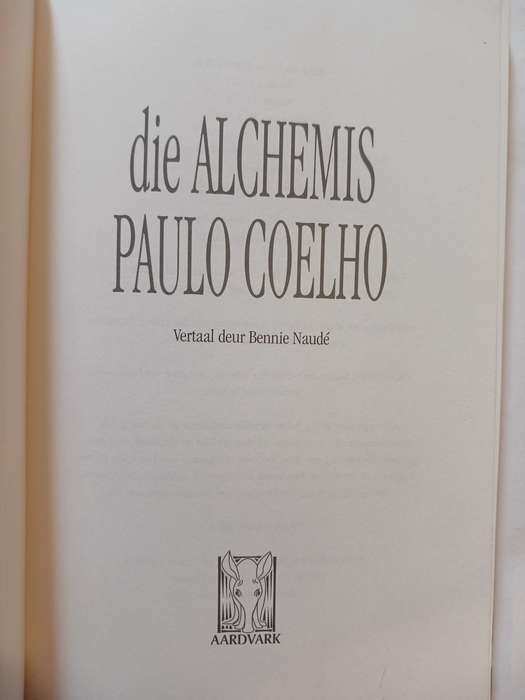 die ALCHEMIS
PAULO COELHO
Vertaal deur Bennie Naudé
AARDVARK